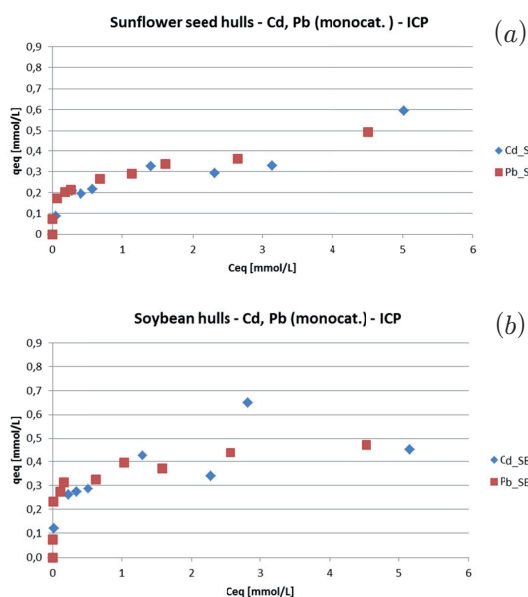 Sunflower seed hulls - Cd, Pb (monocat. ) - ICP
(a)
qeq [mmol/L]
0,9
0,8
0,7
0,6
0,5
0,4
0,3
0,2
0,1
0
0 1 2 3 4 5 6
Ceq [mmol/L]
Cd_S
Pb_S
Soybean hulls - Cd, Pb (monocat.) - ICP
(b)
qeq [mmol/L]
0,9
0,8
0,7
0,6
0,5
0,4
0,3
0,2
0,1
0,0
0 1 2 3 4 5 6
Ceq [mmol/L]
Cd_SE
Pb_SE